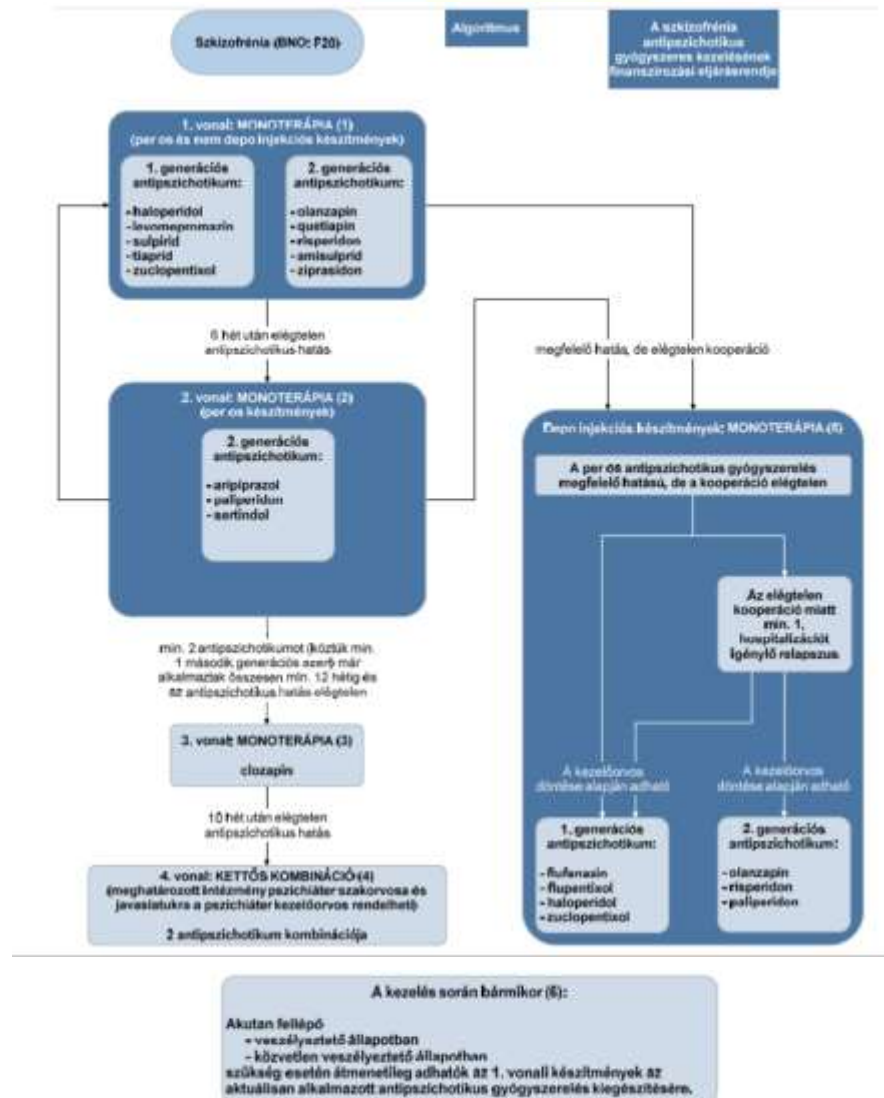 Szkizofrénia (BNO: F20)
Algoritmus
A szkizofrénia
antipszichotikus
gyógyszeres kezelésének
finanszírozási eljárásrendje
1. vonal: MONOTERÁPIA (1)
(per os és nem depo injekciós készítmények)
1. generációs
antipszichotikum:
- haloperidol
- levomepromazin
- sulpirid
- tiaprid
- zuclopentixol
2. generációs
antipszichotikum:
- olanzapin
- quetiapin
- risperidon
- amisulprid
- ziprasidon
6 hét után elégtelen
antipszichotikus hatás
megfelelő hatás, de elégtelen kooperáció
2. vonal: MONOTERÁPIA (2)
(per os készítmények)
2. generációs
antipszichotikum:
- aripiprazol
- paliperidon
- sertindol
min. 2 antipszichotikumot (köztük min.
1 második generációs szert) már
alkalmaztak összesen min. 12 hétig és
az antipszichotikus hatás elégtelen
3. vonal: MONOTERÁPIA (3)
clozapin
10 hét után elégtelen
antipszichotikus hatás
4. vonal: KETTŐS KOMBINÁCIÓ (4)
(meghatározott intézmény pszichiáter szakorvosa és
javaslatukra a pszichiáter kezelőorvos rendelheti)
2 antipszichotikum kombinációja
Depo injekciós készítmények: MONOTERÁPIA
A per os antipszichotikus gyógyszerelés
megfelelő hatású, de a kooperáció elégtelen
Az elégtelen
kooperáció miatt
min. 1,
hospitalizációt
igénylő relapszus
A kezelőorvos
döntése alapján adható
A kezelőorvos
döntése alapján adható
1. generációs
antipszichotikum:
- flufenazin
- flupentixol
- haloperidol
- zuclopentixol
2. generációs
antipszichotikum:
- olanzapin
- risperidon
- paliperidon
A kezelés során bármikor (6):
Akutan fellépő
- veszélyeztető állapotban
- közvetlen veszélyeztető állapotban
szükség esetén átmenetileg adhatók az 1. vonali készítmények az
aktuálisan alkalmazott antipszichotikus gyógyszerelés kiegészítésére.